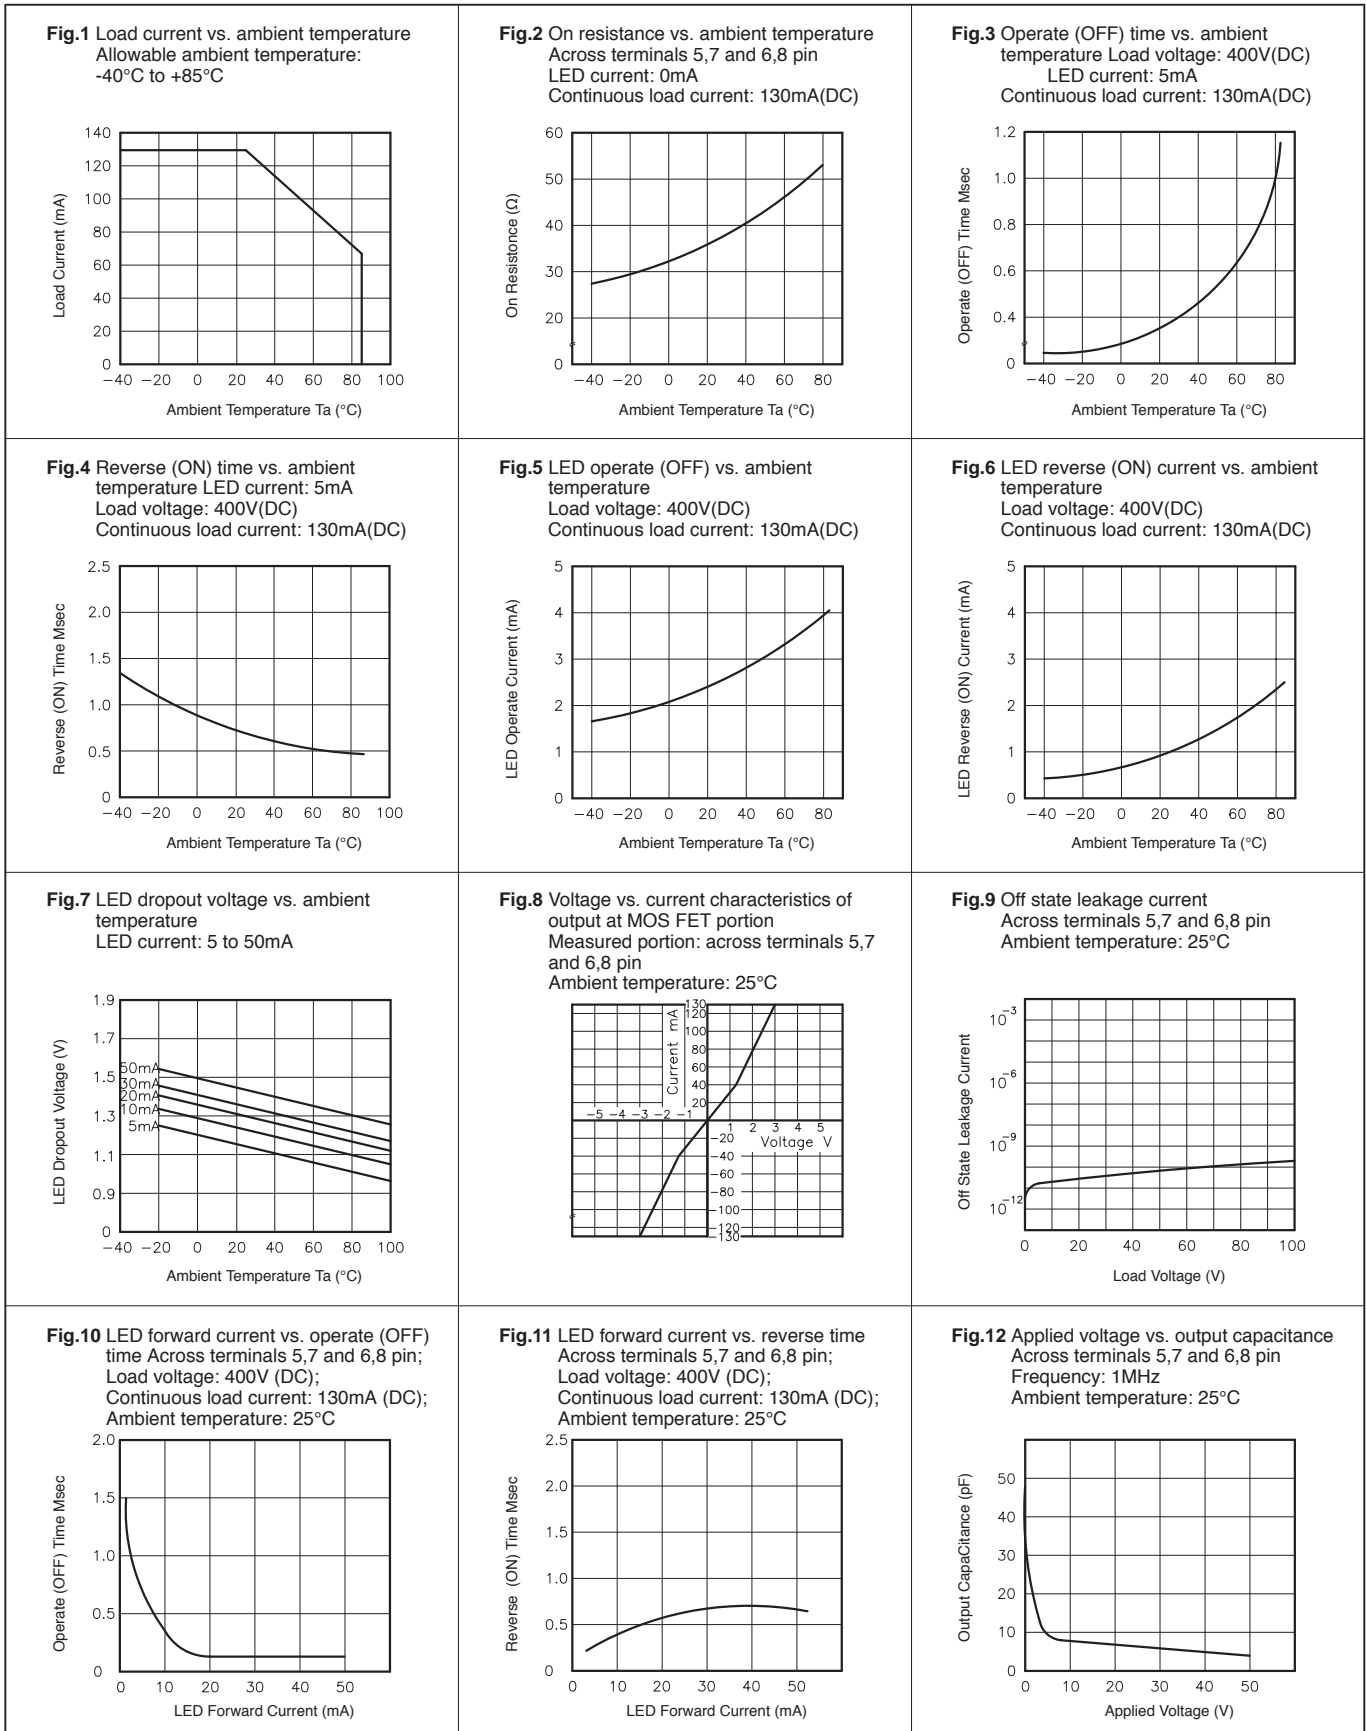 Fig.1 Load current vs. ambient temperature
Allowable ambient temperature:
-40°C to +85°C
140
120
100
80
60
40
20
0
Load Current (mA)
−40 −20 0 20 40 60 80 100
Ambient Temperature Ta (°C)
Fig.2 On resistance vs. ambient temperature
Across terminals 5,7 and 6,8 pin
LED current: 0mA
Continuous load current: 130mA(DC)
60
50
40
30
20
0
On Resistonce (Ω)
−40 −20 0 20 40 60 80
Ambient Temperature Ta (°C)
Fig.3 Operate (OFF) time vs. ambient
temperature Load voltage: 400V(DC)
LED current: 5mA
Continuous load current: 130mA(DC)
1.2
1.0
0.8
0.6
0.4
0
Operate (OFF) Time Msec
−40 −20 0 20 40 60 80
Ambient Temperature Ta (°C)
Fig.4 Reverse (ON) time vs. ambient
temperature LED current: 5mA
Load voltage: 400V(DC)
Continuous load current: 130mA(DC)
2.5
2.0
1.5
1.0
0.5
0
Reverse (ON) Time Msec
−40 −20 0 20 40 60 80 100
Ambient Temperature Ta (°C)
Fig.5 LED operate (OFF) vs. ambient
temperature
Load voltage: 400V(DC)
Continuous load current: 130mA(DC)
5
4
3
2
1
0
LED Operate Current (mA)
−40 −20 0 20 40 60 80
Ambient Temperature Ta (°C)
Fig.6 LED reverse (ON) current vs. ambient
temperature
Load voltage: 400V(DC)
Continuous load current: 130mA(DC)
5
4
3
2
1
0
LED Reverse (ON) Current (mA)
−40 −20 0 20 40 60 80
Ambient Temperature Ta (°C)
Fig.7 LED dropout voltage vs. ambient
temperature
LED current: 5 to 50mA
1.9
1.7
1.5
1.3
1.1
0.9
0
LED Dropout Voltage (V)
50mA
30mA
20mA
10mA
5mA
−40 −20 0 20 40 60 80 100
Ambient Temperature Ta (°C)
Fig.8 Voltage vs. current characteristics of
output at MOS FET portion
Measured portion: across terminals 5,7
and 6,8 pin
Ambient temperature: 25°C
130
120
100
80
60
40
20
Current mA
−5 −4 −3 −2 −1
1 2 3 4 5
Voltage V
−20
−40
−60
−80
−100
−120
−130
Fig.9 Off state leakage current
Across terminals 5,7 and 6,8 pin
Ambient temperature: 25°C
10−3
10−6
10−9
10−12
Off State Leakage Current
0 20 40 60 80 100
Load Voltage (V)
Fig.10 LED forward current vs. operate (OFF)
time Across terminals 5,7 and 6,8 pin;
Load voltage: 400V (DC);
Continuous load current: 130mA (DC);
Ambient temperature: 25°C
2.0
1.5
1.0
0.5
0
Operate (OFF) Time Msec
0 10 20 30 40 50
LED Forward Current (mA)
Fig.11 LED forward current vs. reverse time
Across terminals 5,7 and 6,8 pin;
Load voltage: 400V (DC);
Continuous load current: 130mA (DC);
Ambient temperature: 25°C
2.5
2.0
1.5
1.0
0.5
0
Reverse (ON) Time Msec
0 10 20 30 40 50
LED Forward Current (mA)
Fig.12 Applied voltage vs. output capacitance
Across terminals 5,7 and 6,8 pin
Frequency: 1MHz
Ambient temperature: 25°C
50
40
30
20
10
0
Output CapaCitance (pF)
0 10 20 30 40 50
Applied Voltage (V)